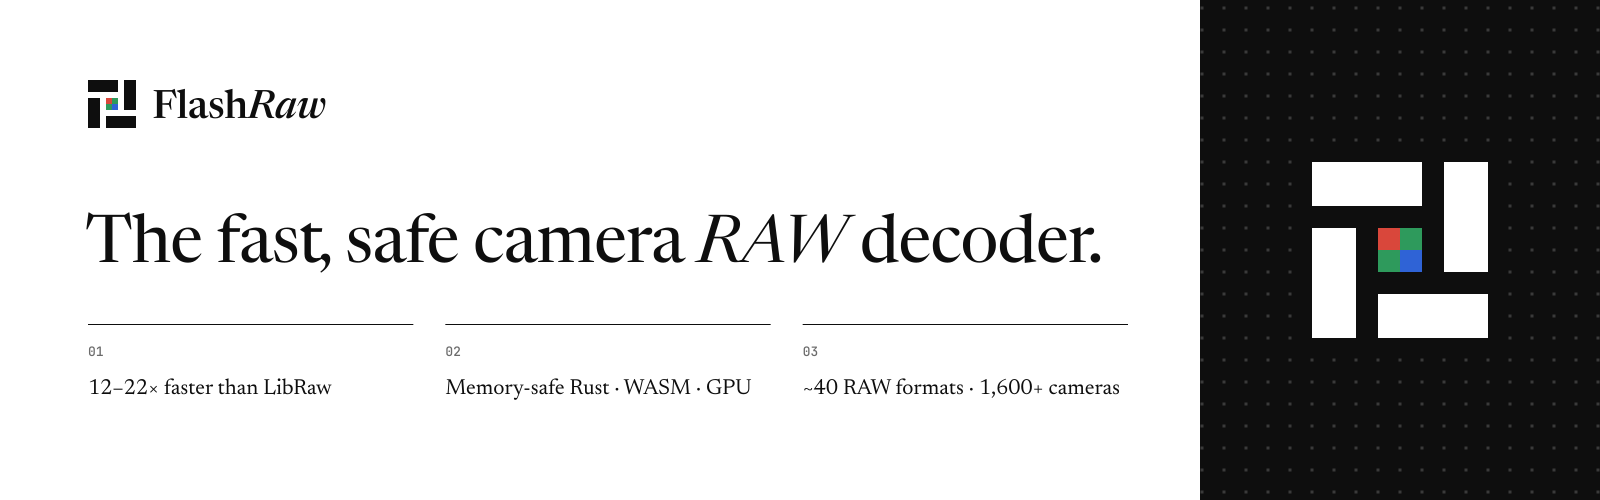 FlashRaw
The fast, safe camera RAW decoder.
01
12–22× faster than LibRaw
02
Memory-safe Rust · WASM · GPU
03
~40 RAW formats · 1,600+ cameras